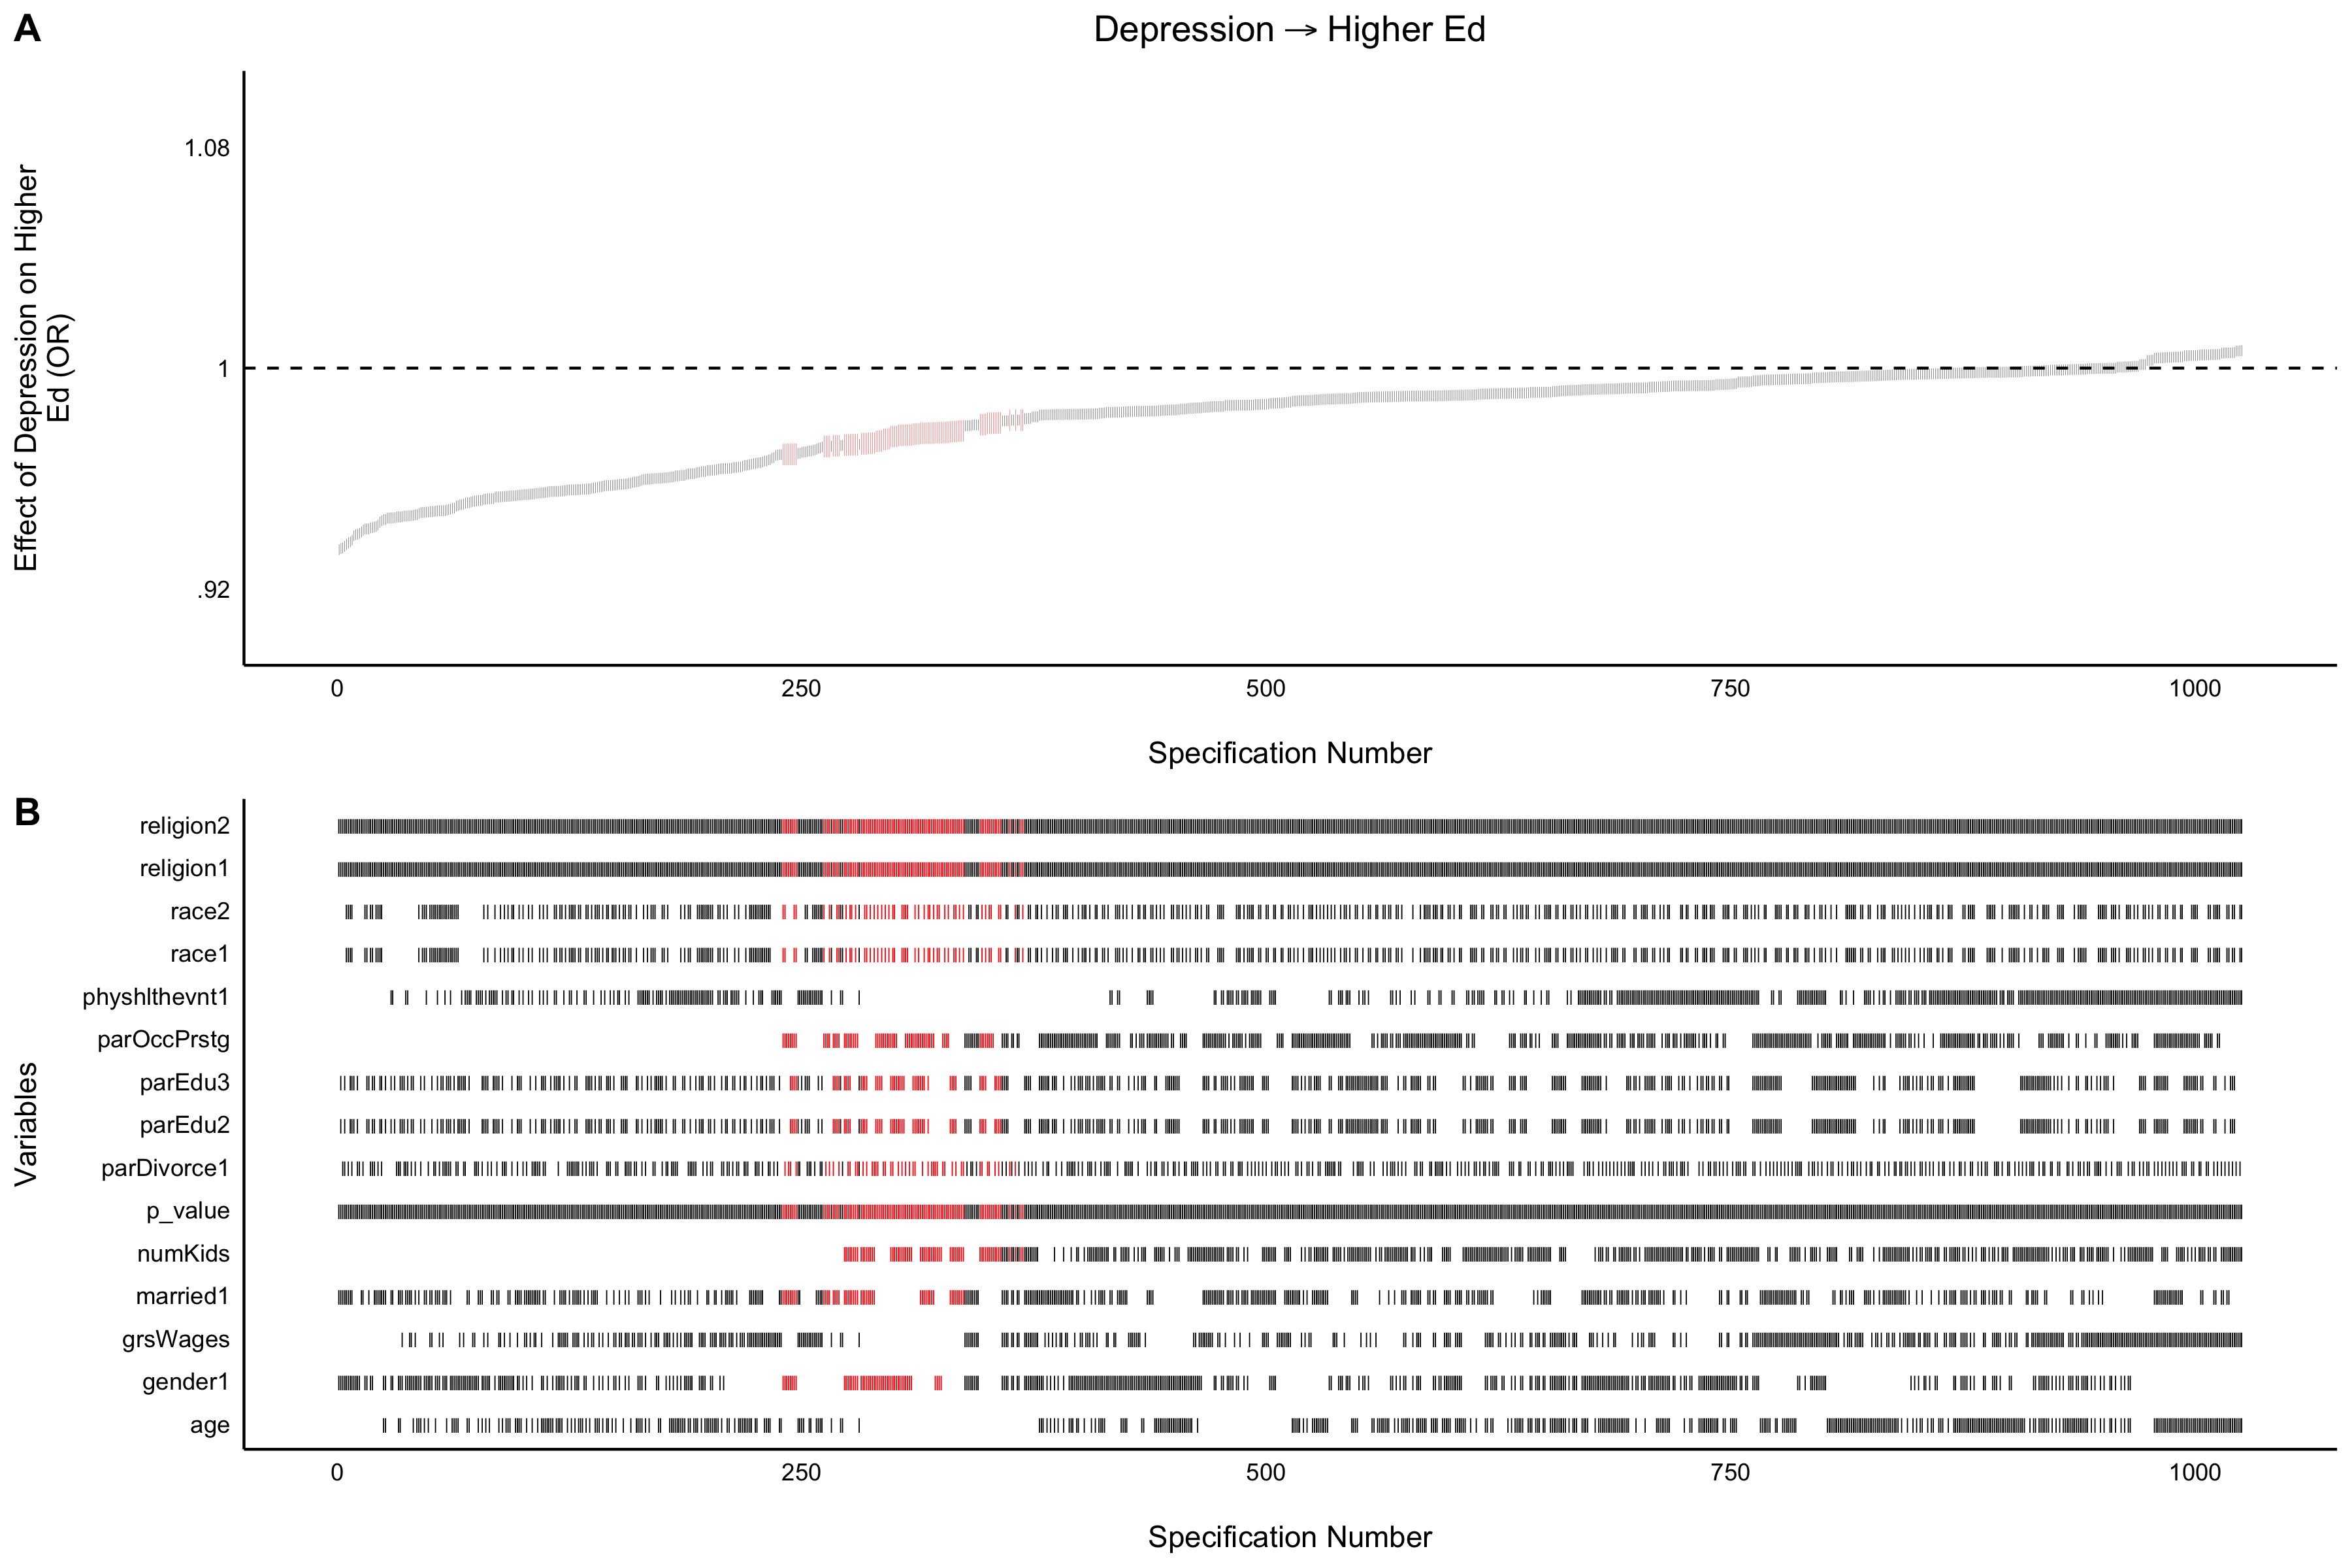 A
Depression → Higher Ed
Effect of Depression on Higher
Ed (OR)
1.08
1
.92
0 250 500 750 1000
Specification Number
B
Variables
religion2
religion1
race2
race1
physhlthevnt1
parOccPrstg
parEdu3
parEdu2
parDivorce1
p_value
numKids
married1
grsWages
gender1
age
0 250 500 750 1000
Specification Number